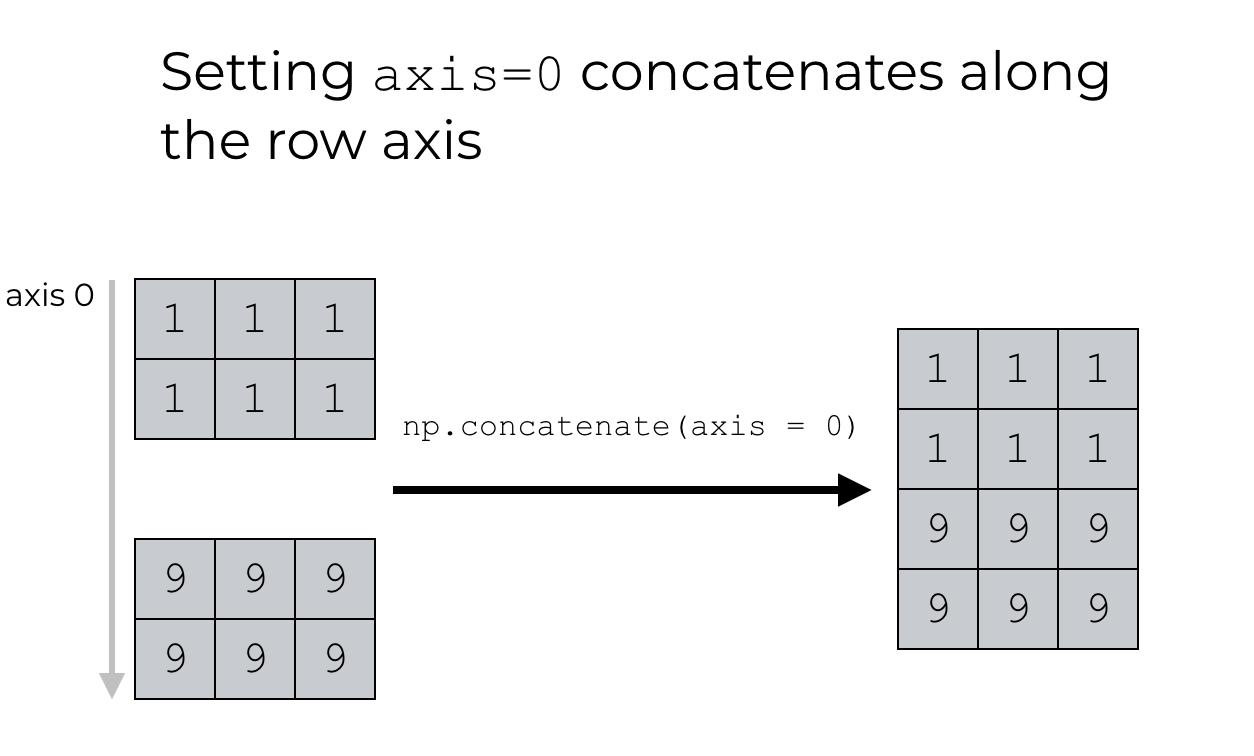 Setting axis=0 concatenates along
the row axis
axis 0
1 1 1
1 1 1
9 9 9
9 9 9
np.concatenate(axis = 0)
1 1 1
1 1 1
9 9 9
9 9 9